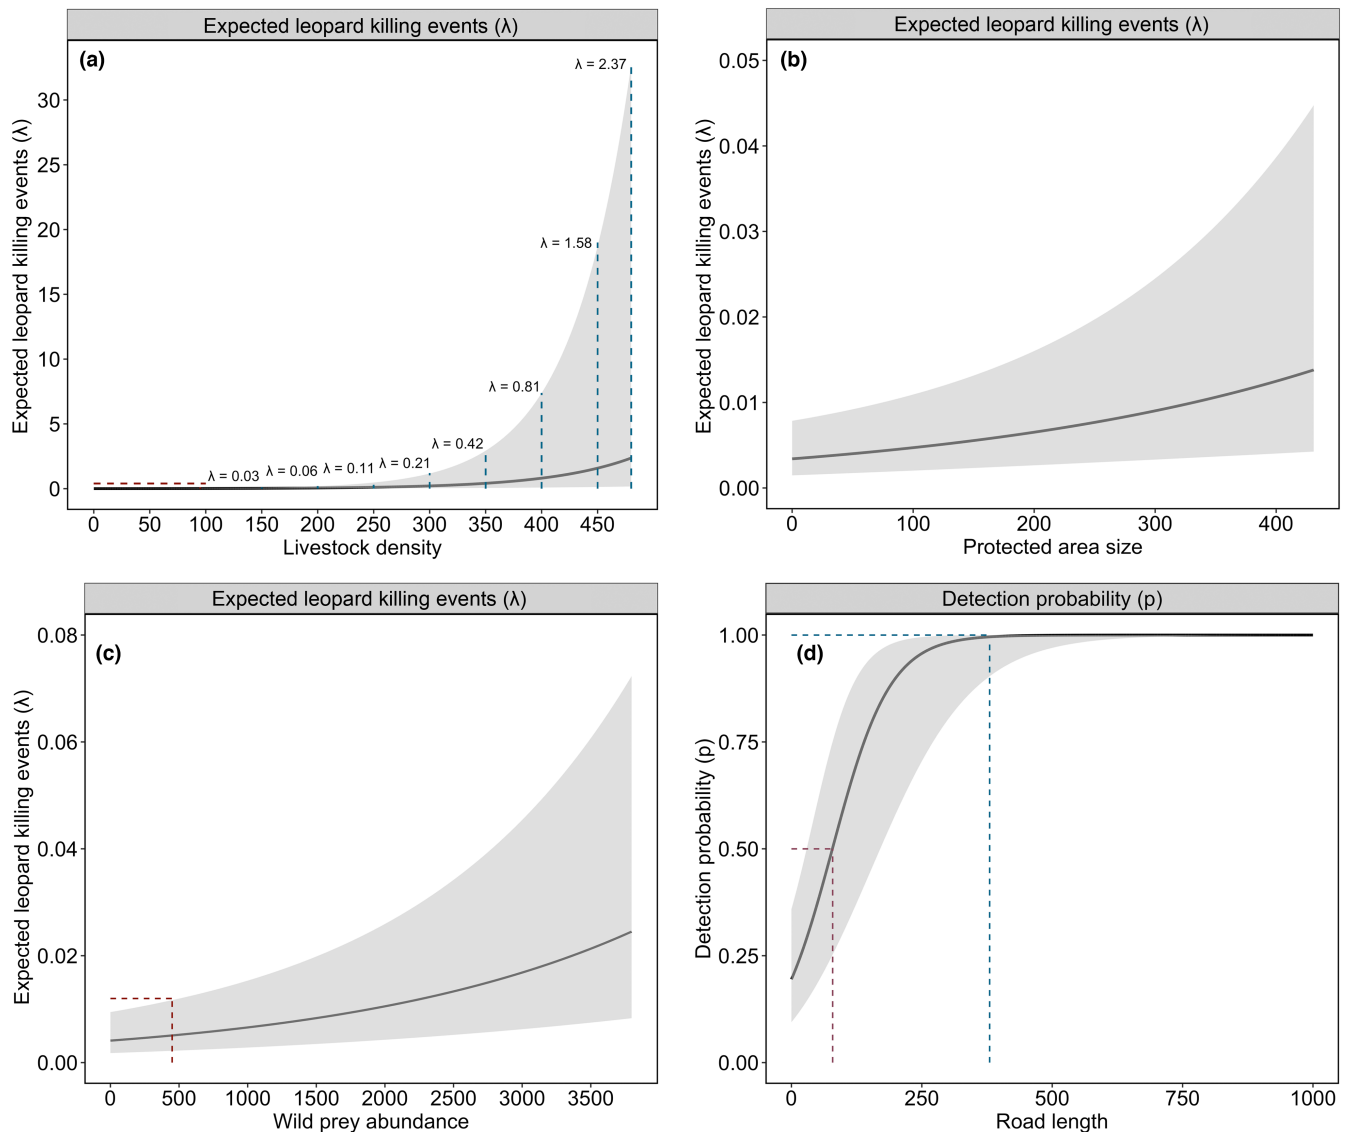 Expected leopard killing events (λ)
(a)
Expected leopard killing events (λ)
30
25
20
15
10
5
0
λ = 0.03
λ = 0.06
λ = 0.11
λ = 0.21
λ = 0.42
λ = 0.81
λ = 1.58
λ = 2.37
0 50 100 150 200 250 300 350 400 450
Livestock density
Expected leopard killing events (λ)
(b)
Expected leopard killing events (λ)
0.05
0.04
0.03
0.02
0.01
0.00
0 100 200 300 400
Protected area size
Expected leopard killing events (λ)
(c)
Expected leopard killing events (λ)
0.08
0.06
0.04
0.02
0.00
0 500 1000 1500 2000 2500 3000 3500
Wild prey abundance
Detection probability (p)
(d)
Detection probability (p)
1.00
0.75
0.50
0.25
0.00
0 250 500 750 1000
Road length